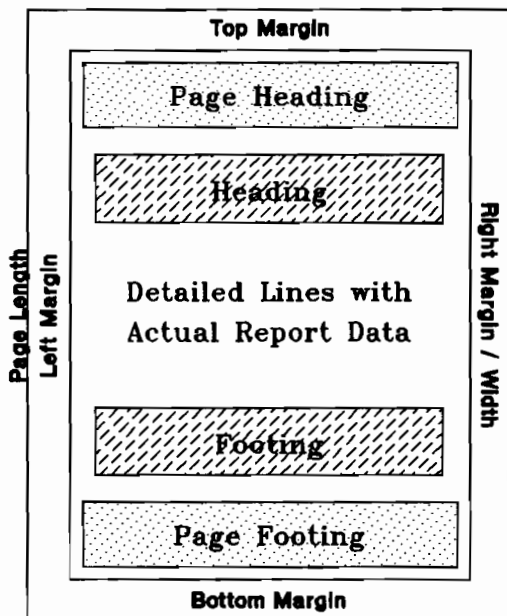 Top Margin
Page Heading
Heading
Page Length
Left Margin
Detailed Lines with
Actual Report Data
Right Margin / Width
Footing
Page Footing
Bottom Margin